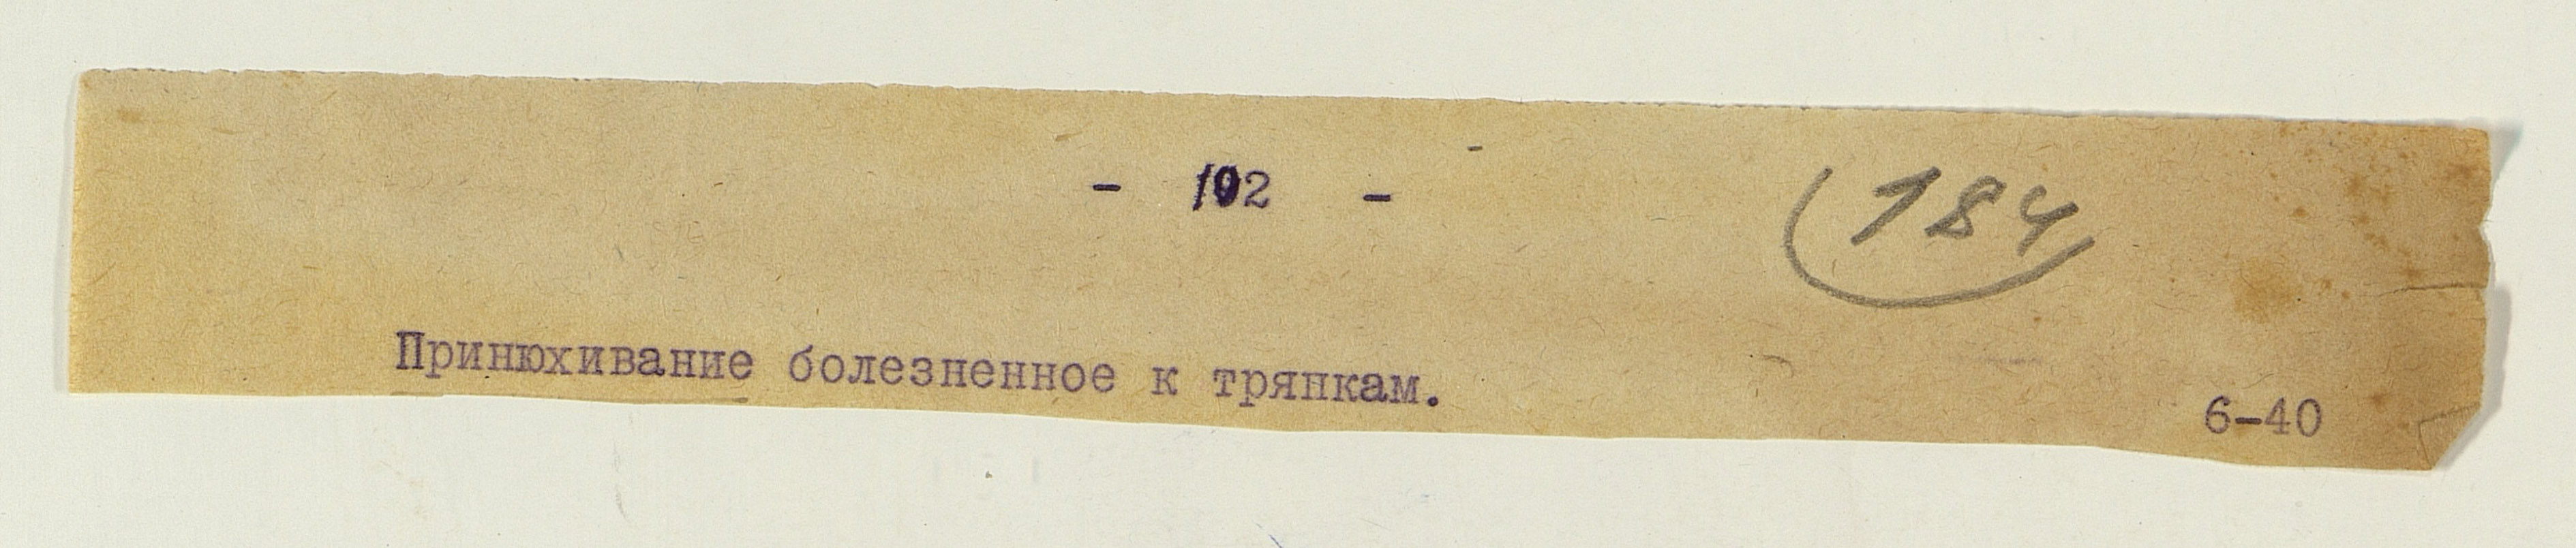 - 102 -
184
Принюхивание болезненное к тряпкам.
6-40